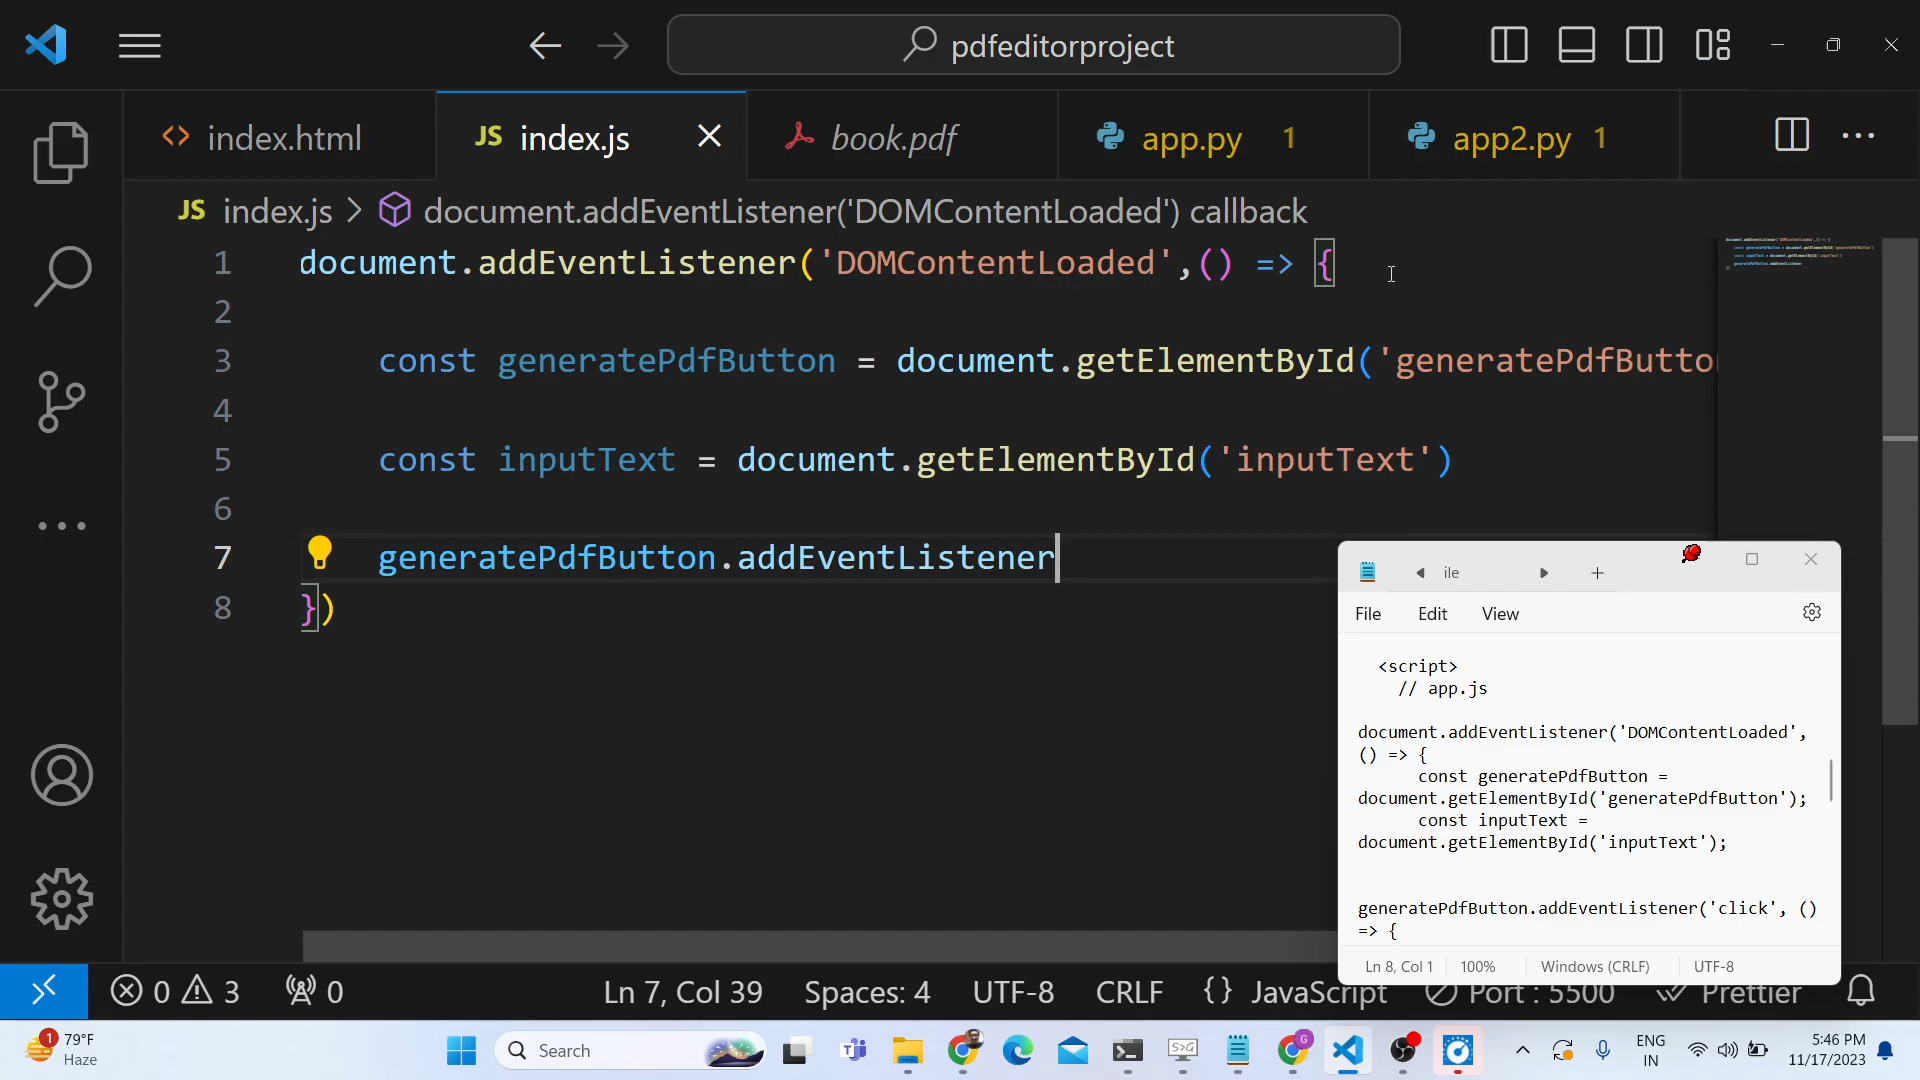 pdfeditorproject
index.html
JS index.js
book.pdf
app.py 1
app2.py 1
JS index.js > document.addEventListener('DOMContentLoaded') callback
1 document.addEventListener('DOMContentLoaded',() => {
2
3 const generatePdfButton = document.getElementById('generatePdfButto
4
5 const inputText = document.getElementById('inputText')
6
7 generatePdfButton.addEventListener
8 })
ile
File Edit View
<script>
// app.js
document.addEventListener('DOMContentLoaded',
() => {
const generatePdfButton =
document.getElementById('generatePdfButton');
const inputText =
document.getElementById('inputText');
generatePdfButton.addEventListener('click', ()
=> {
Ln 8, Col 1 100% Windows (CRLF) UTF-8
0 3 0 Ln 7, Col 39 Spaces: 4 UTF-8 CRLF {} JavaScript Port : 5500 Prettier
1 79°F
Haze
Search
ENG
IN
5:46 PM
11/17/2023